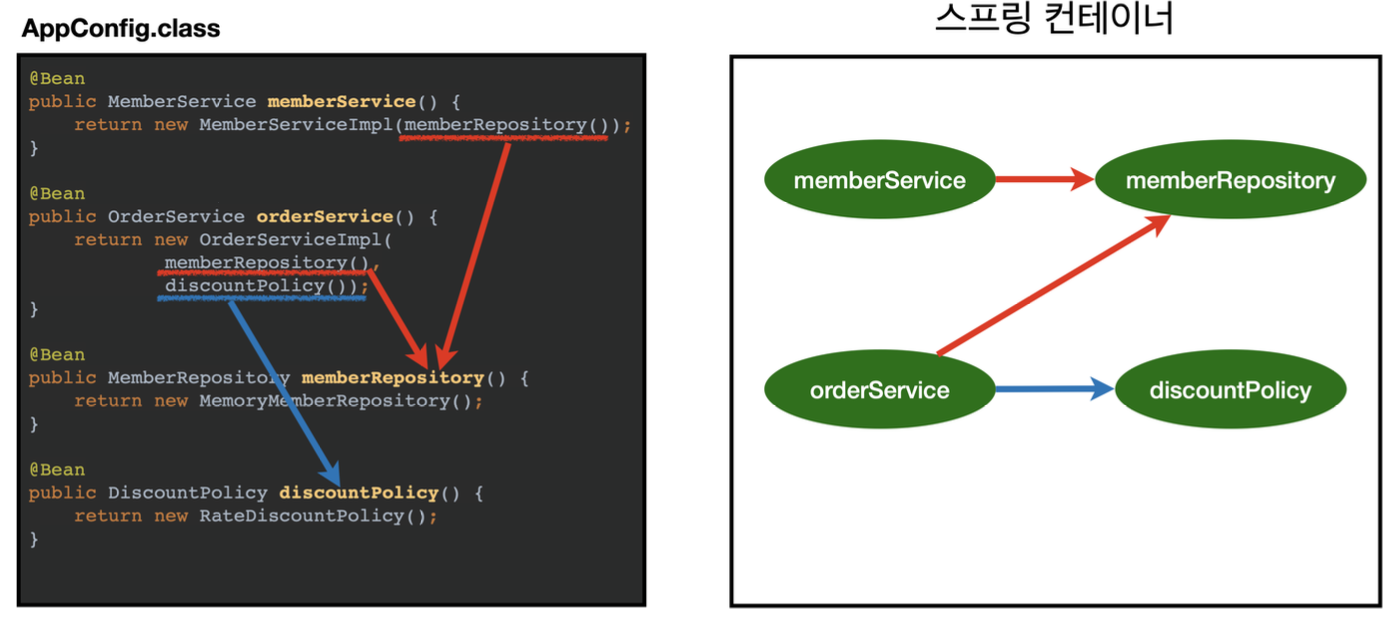 AppConfig.class
@Bean
public MemberService memberService() {
    return new MemberServiceImpl(memberRepository());
}
@Bean
public OrderService orderService() {
    return new OrderServiceImpl(
            memberRepository(),
            discountPolicy());
}
@Bean
public MemberRepository memberRepository() {
    return new MemoryMemberRepository();
}
@Bean
public DiscountPolicy discountPolicy() {
    return new RateDiscountPolicy();
}
스프링 컨테이너
memberService
memberRepository
orderService
discountPolicy